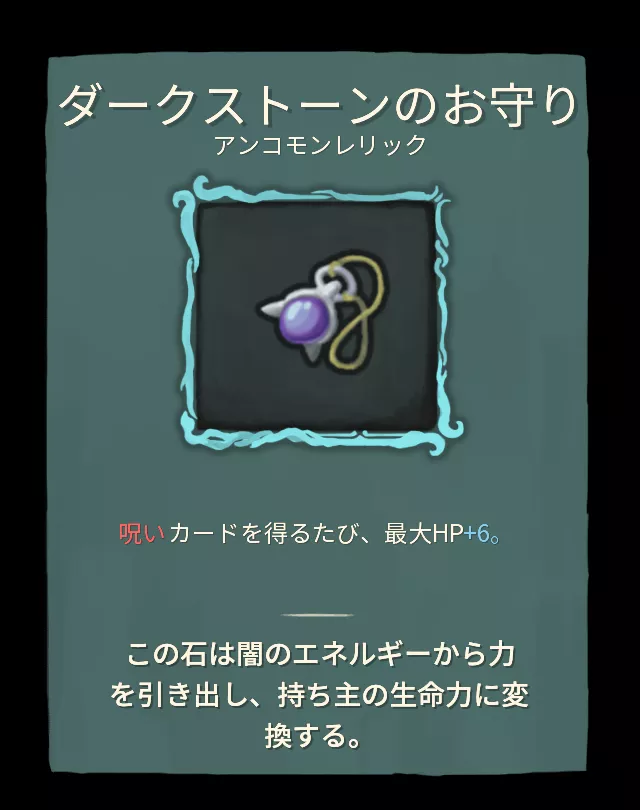 ダークストーンのお守り
アンコモンレリック
呪いカードを得るたび、最大HP+6。
この石は闇のエネルギーから力
を引き出し、持ち主の生命力に変
換する。